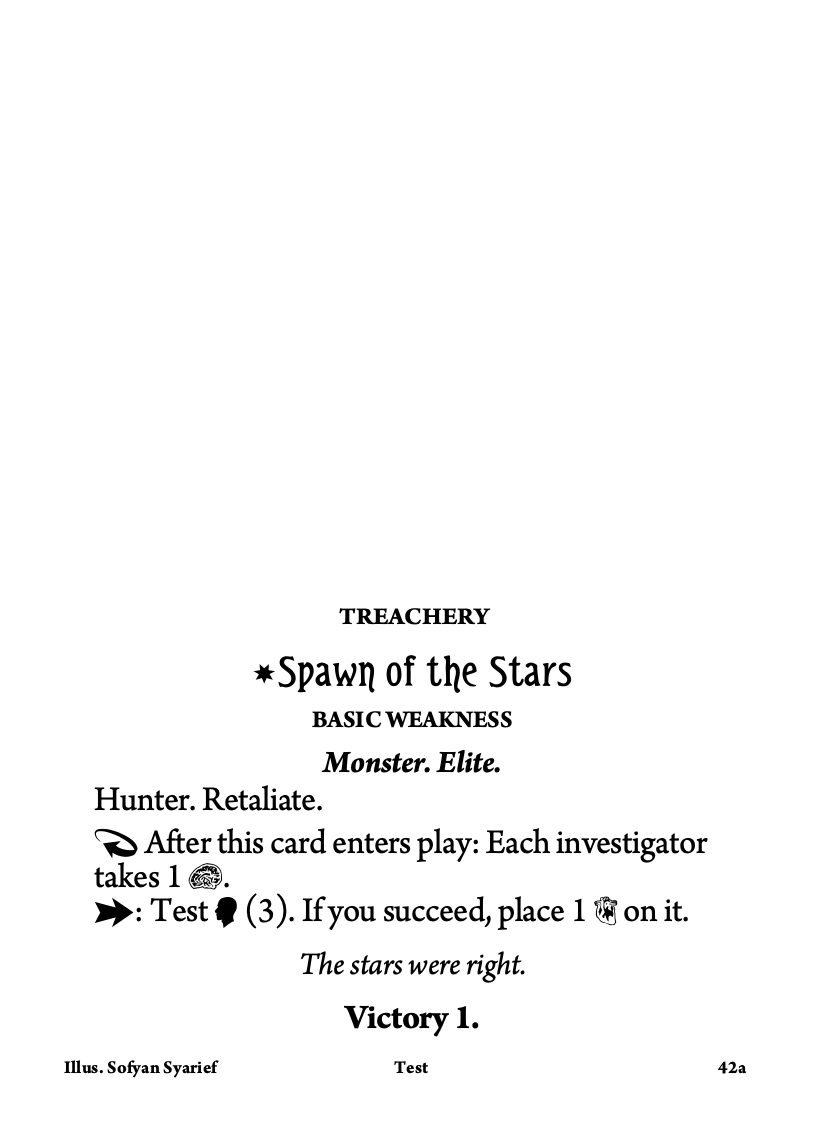 TREACHERY
Spawn of the Stars
BASIC WEAKNESS
Monster. Elite.
Hunter. Retaliate.
After this card enters play: Each investigator
takes 1 .
: Test (3). If you succeed, place 1 on it.
The stars were right.
Victory 1.
Illus. Sofyan Syarief Test 42a